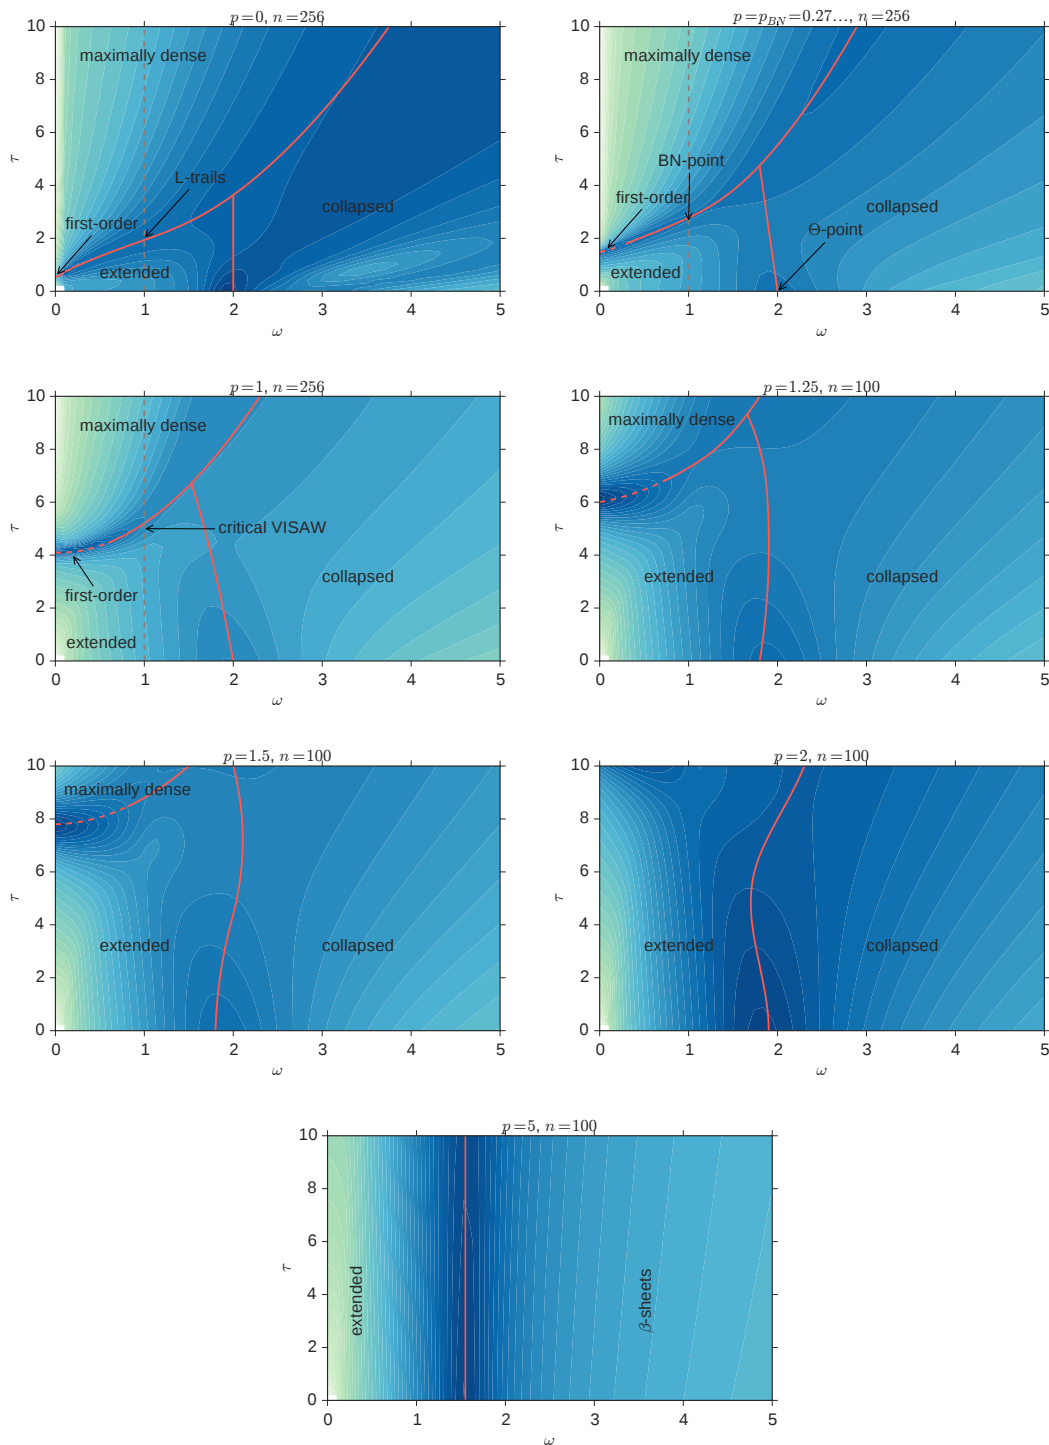 p=0, n=256
10
8
6
4
2
0
τ
maximally dense
L-trails
first-order
extended
collapsed
0 1 2 3 4 5
ω
p=p_BN=0.27..., n=256
10
8
6
4
2
0
τ
maximally dense
BN-point
first-order
extended
collapsed
Θ-point
0 1 2 3 4 5
ω
p=1, n=256
10
8
6
4
2
0
τ
maximally dense
critical VISAW
first-order
extended
collapsed
0 1 2 3 4 5
ω
p=1.25, n=100
10
8
6
4
2
0
τ
maximally dense
extended
collapsed
0 1 2 3 4 5
ω
p=1.5, n=100
10
8
6
4
2
0
τ
maximally dense
extended
collapsed
0 1 2 3 4 5
ω
p=2, n=100
10
8
6
4
2
0
τ
extended
collapsed
0 1 2 3 4 5
ω
p=5, n=100
10
8
6
4
2
0
τ
extended
β-sheets
0 1 2 3 4 5
ω